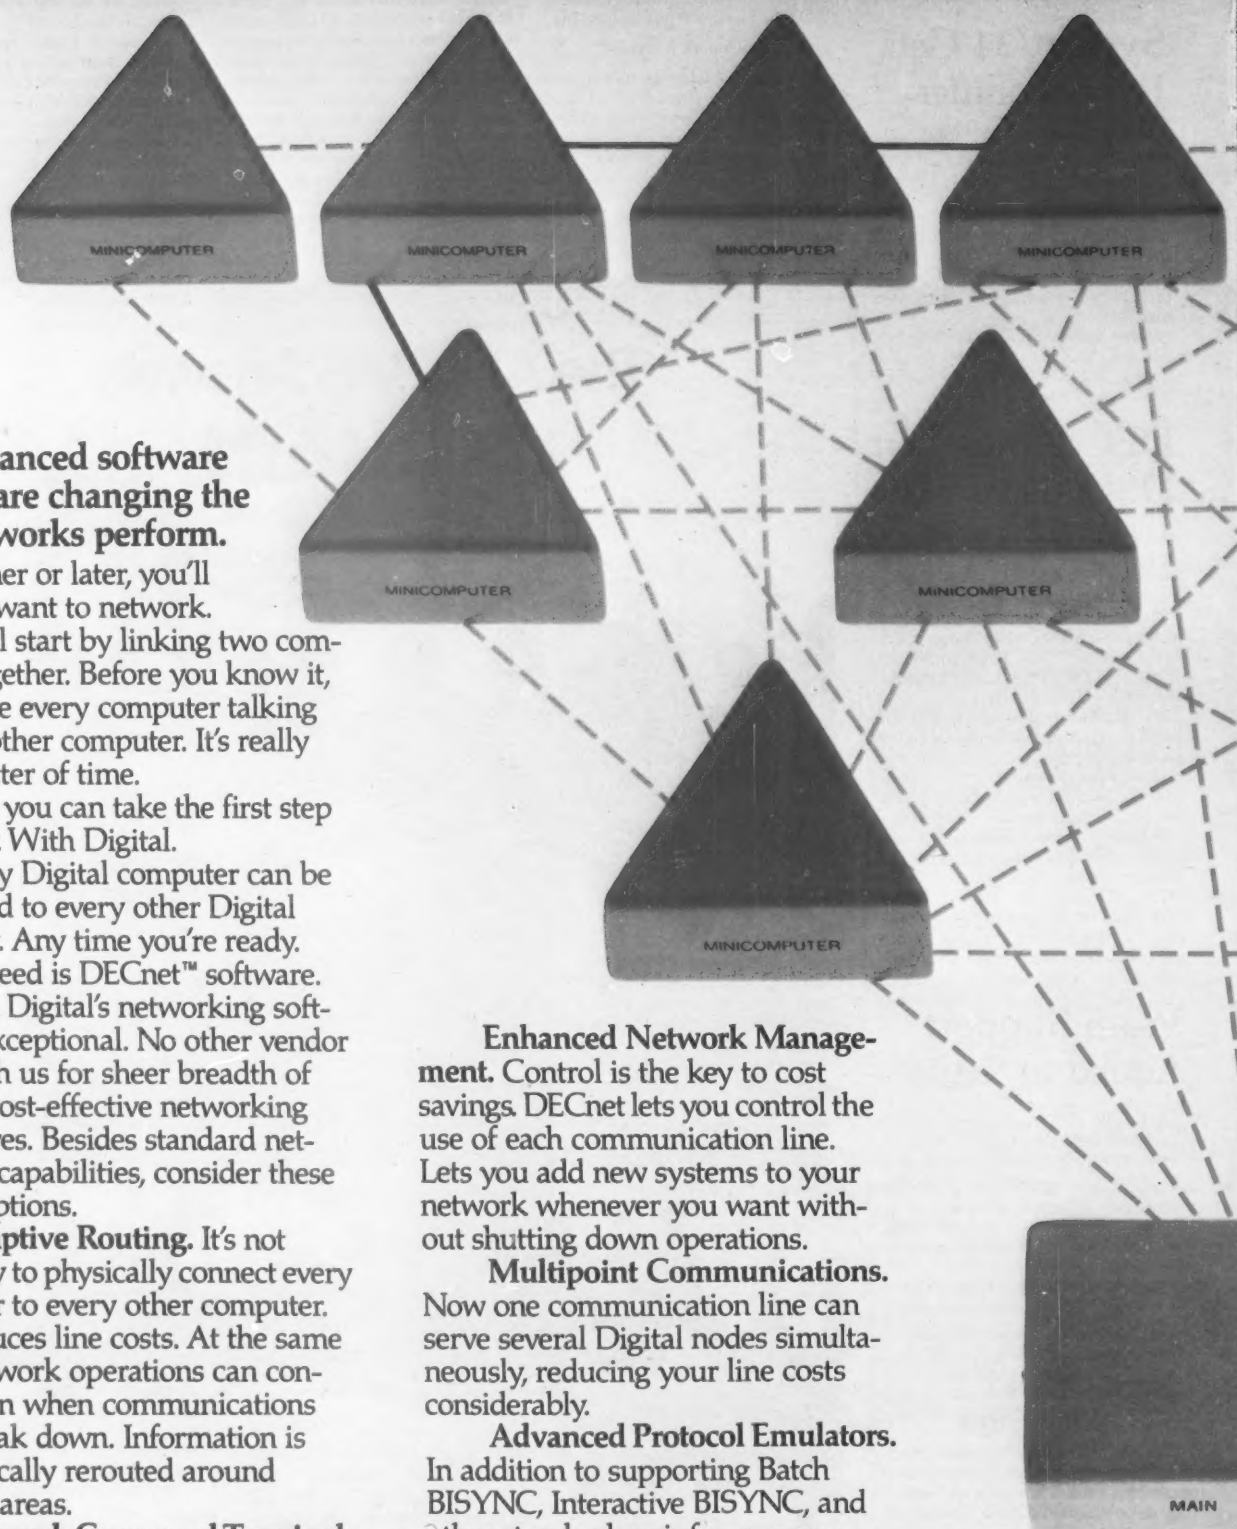 MINICOMPUTER
MINICOMPUTER
MINICOMPUTER
MINICOMPUTER
MINICOMPUTER
MINICOMPUTER
MINICOMPUTER
MAIN
anced software
are changing the
works perform.
er or later, you'll
want to network.
l start by linking two com-
gether. Before you know it,
e every computer talking
other computer. It's really
ter of time.
you can take the first step
With Digital.
y Digital computer can be
d to every other Digital
Any time you're ready.
eed is DECnet™ software.
Digital's networking soft-
xceptional. No other vendor
h us for sheer breadth of
ost-effective networking
es. Besides standard net-
capabilities, consider these
ptions.
ptive Routing. It's not
y to physically connect every
r to every other computer.
uces line costs. At the same
work operations can con-
n when communications
ak down. Information is
cally rerouted around
areas.
Enhanced Network Manage-
ment. Control is the key to cost
savings. DECnet lets you control the
use of each communication line.
Lets you add new systems to your
network whenever you want with-
out shutting down operations.
Multipoint Communications.
Now one communication line can
serve several Digital nodes simulta-
neously, reducing your line costs
considerably.
Advanced Protocol Emulators.
In addition to supporting Batch
BISYNC, Interactive BISYNC, and